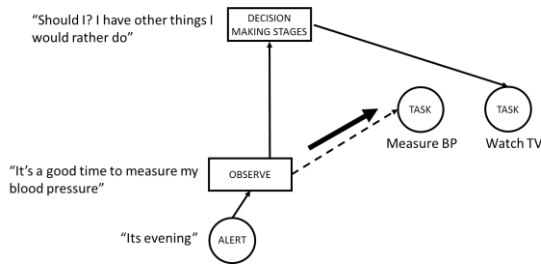 “Should I? I have other things I
would rather do”
DECISION
MAKING STAGES
TASK
TASK
Measure BP
Watch TV
“It’s a good time to measure my
blood pressure”
OBSERVE
“Its evening”
ALERT